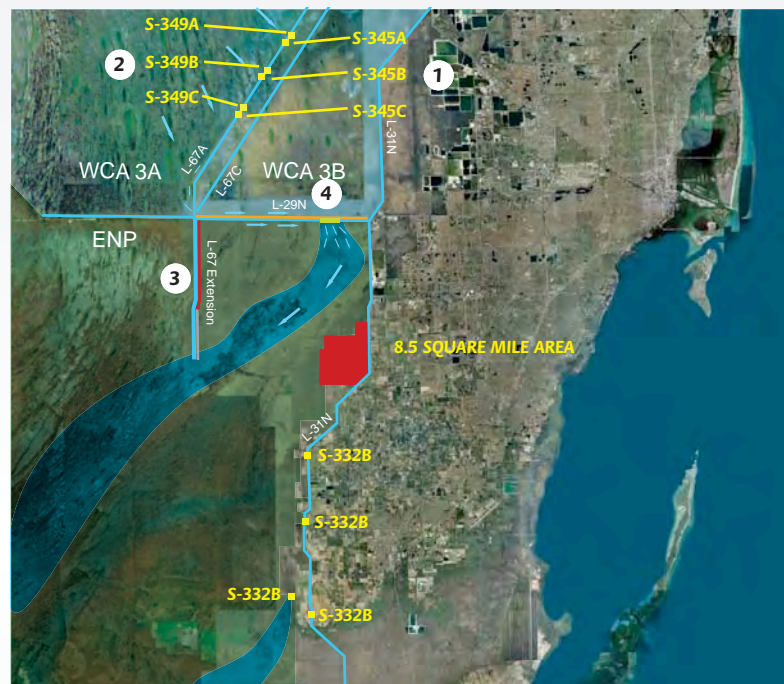 S-349A
S-345A
2
S-349B
1
S-345B
S-349C
S-345C
L-31N
L-67A
WCA 3A
L-67C
WCA 3B
4
L-29N
ENP
L-67 Extension
3
8.5 SQUARE MILE AREA
L-31N
S-332B
S-332B
S-332B
S-332B